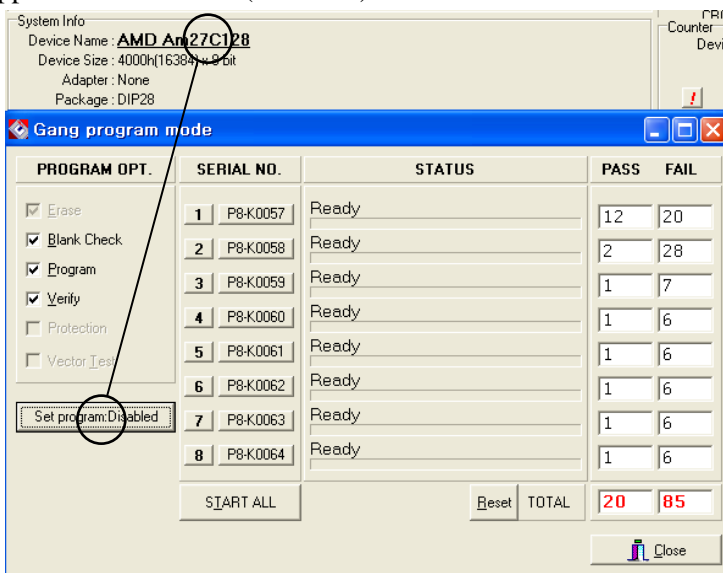 System Info
Device Name : AMD Am27C128
Device Size : 4000h(16384) x 8 bit
Adapter : None
Package : DIP28
Counter
Devi
!
Gang program mode
PROGRAM OPT. SERIAL NO. STATUS PASS FAIL
Erase
Blank Check
Program
Verify
Protection
Vector Test
Set program:Disabled
1 P8-K0057 Ready 12 20
2 P8-K0058 Ready 2 28
3 P8-K0059 Ready 1 7
4 P8-K0060 Ready 1 6
5 P8-K0061 Ready 1 6
6 P8-K0062 Ready 1 6
7 P8-K0063 Ready 1 6
8 P8-K0064 Ready 1 6
START ALL Reset TOTAL 20 85
Close